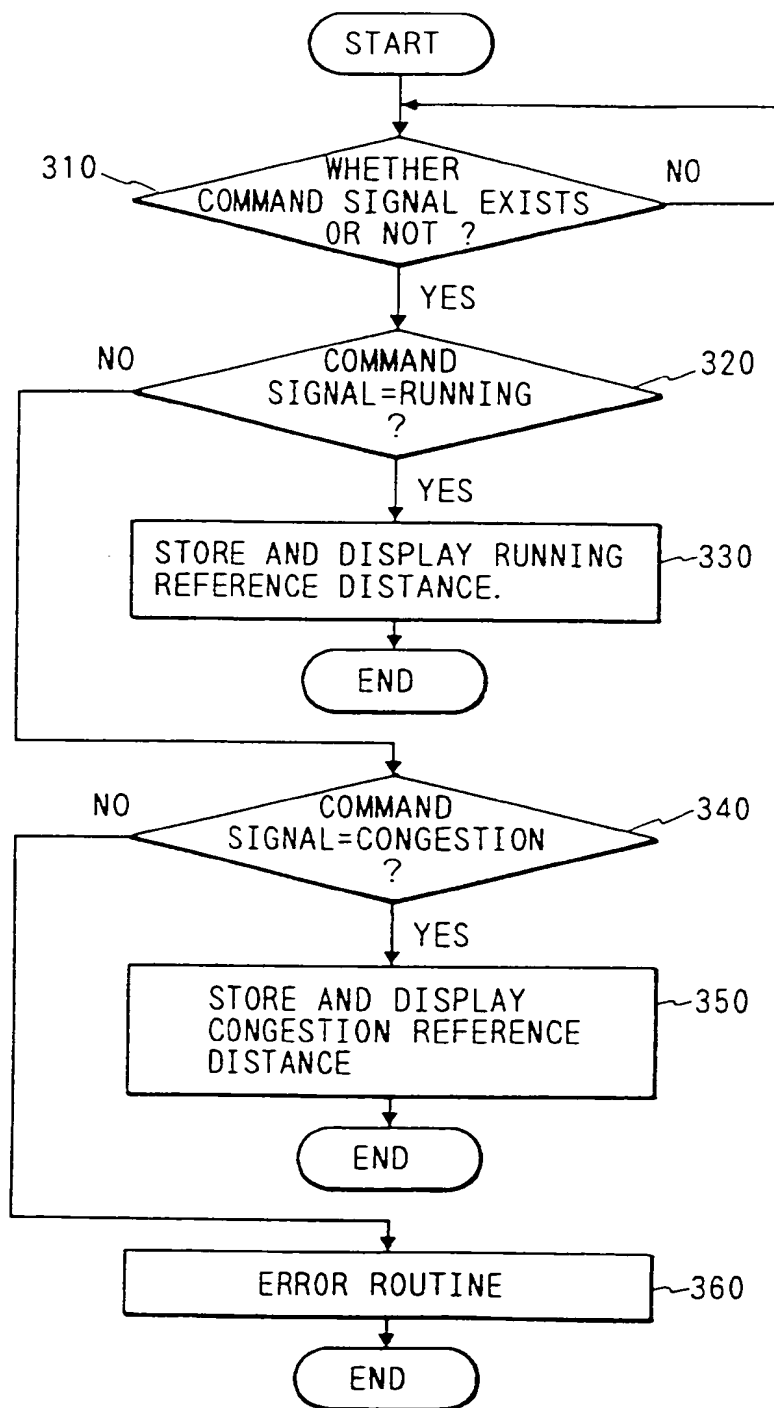 START
310
WHETHER
COMMAND SIGNAL EXISTS
OR NOT ?
NO
YES
NO
COMMAND
SIGNAL=RUNNING
?
320
YES
STORE AND DISPLAY RUNNING
REFERENCE DISTANCE.
330
END
NO
COMMAND
SIGNAL=CONGESTION
?
340
YES
STORE AND DISPLAY
CONGESTION REFERENCE
DISTANCE
350
END
ERROR ROUTINE
360
END